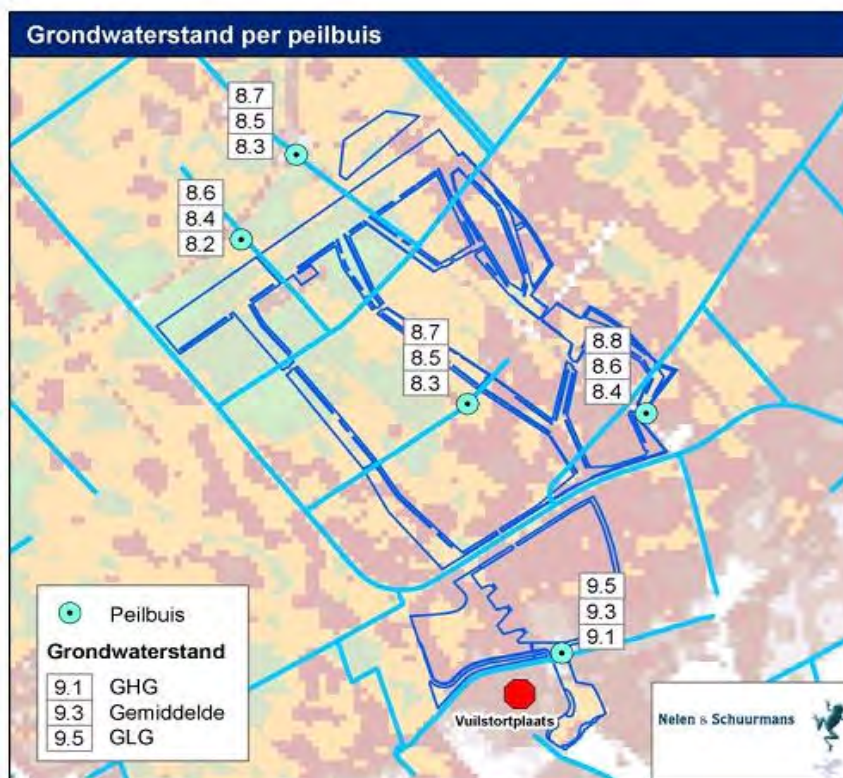 Grondwaterstand per peilbuis
8.7
8.5
8.3
8.6
8.4
8.2
8.7
8.5
8.3
8.8
8.6
8.4
9.5
9.3
9.1
Vuilstortplaats
Peilbuis
Grondwaterstand
9.1 GHG
9.3 Gemiddelde
9.5 GLG
Nelen & Schuurmans